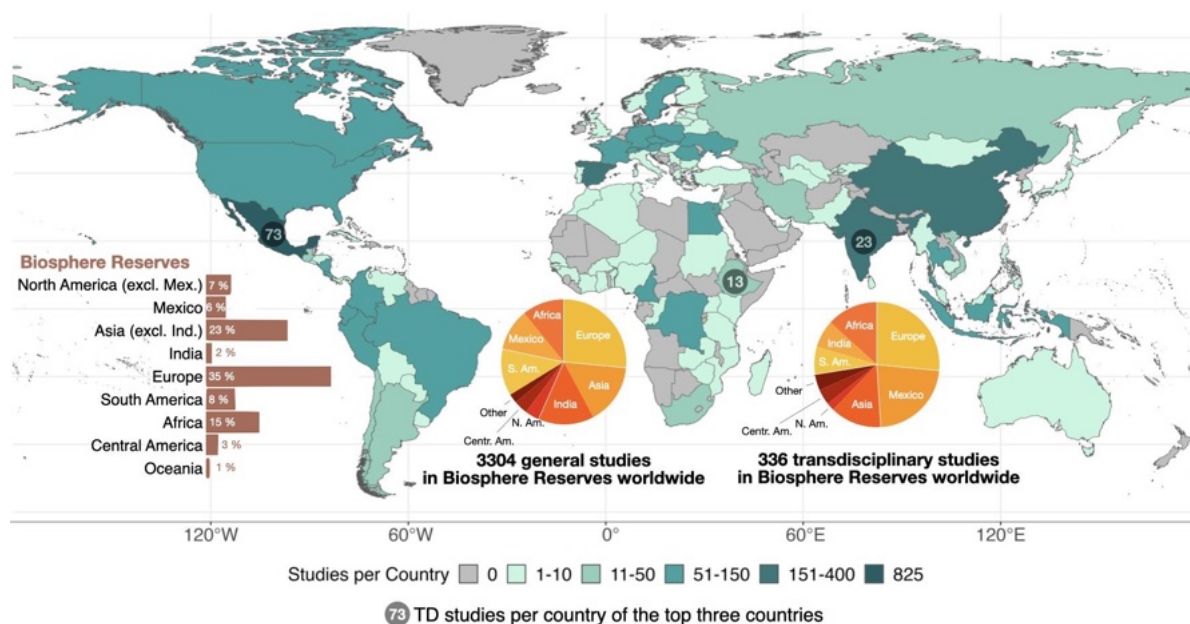 73
23
13
Biosphere Reserves
North America (excl. Mex.) 7 %
Mexico 6 %
Asia (excl. Ind.) 23 %
India 2 %
Europe 35 %
South America 8 %
Africa 15 %
Central America 3 %
Oceania 1 %
Africa
Europe
Mexico
S. Am.
Asia
India
Other
N. Am.
Centr. Am.
3304 general studies
in Biosphere Reserves worldwide
Africa
Europe
India
S. Am.
Other
Mexico
Asia
N. Am.
Centr. Am.
336 transdisciplinary studies
in Biosphere Reserves worldwide
120°W 60°W 0° 60°E 120°E
Studies per Country 0 1-10 11-50 51-150 151-400 825
73 TD studies per country of the top three countries